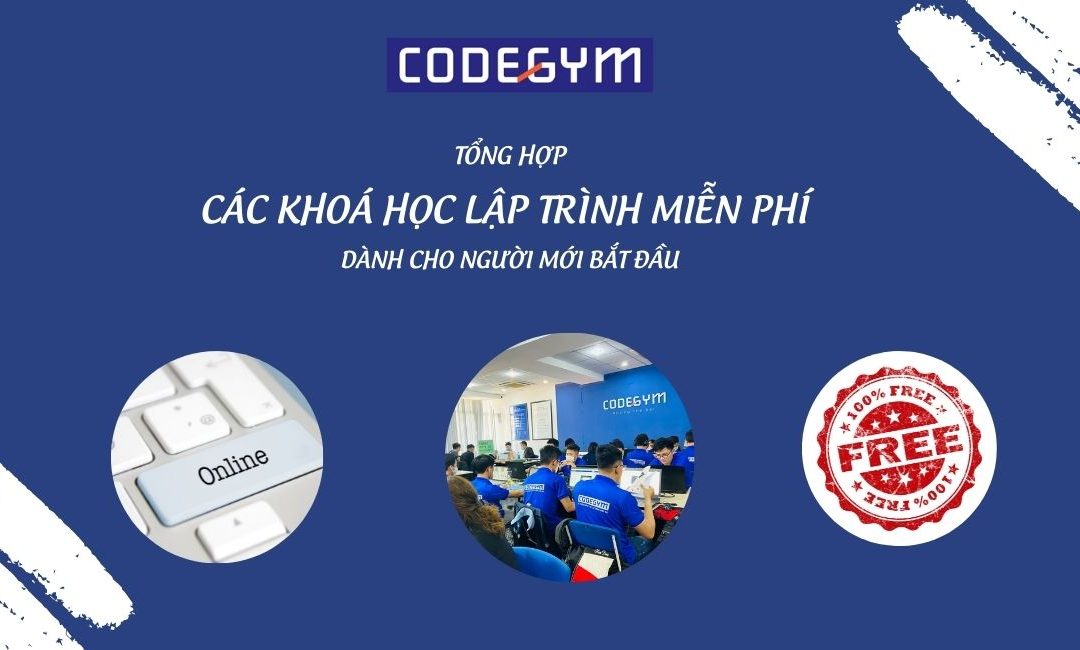 CODEGYM
TỔNG HỢP
CÁC KHOÁ HỌC LẬP TRÌNH MIỄN PHÍ
DÀNH CHO NGƯỜI MỚI BẮT ĐẦU
Online
CODEGYM
CODEGYM
100% FREE
FREE
100% FREE